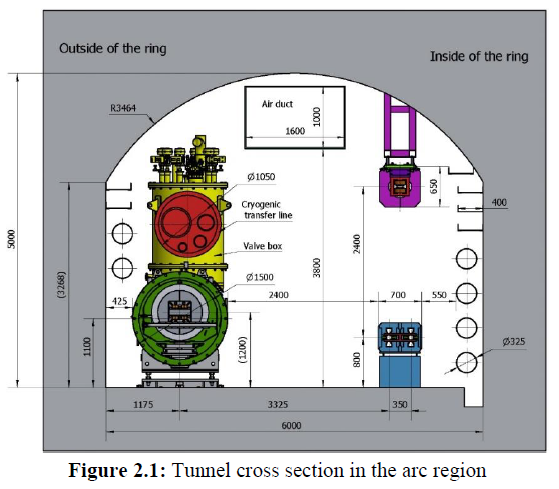 Outside of the ring
Inside of the ring
R3464
Air duct
1000
1600
Ø1050
650
Cryogenic
transfer line
400
5000
(3268)
Valve box
3800
2400
Ø1500
425
2400
700
550
1100
(1200)
800
Ø325
1175
3325
350
6000
Figure 2.1: Tunnel cross section in the arc region